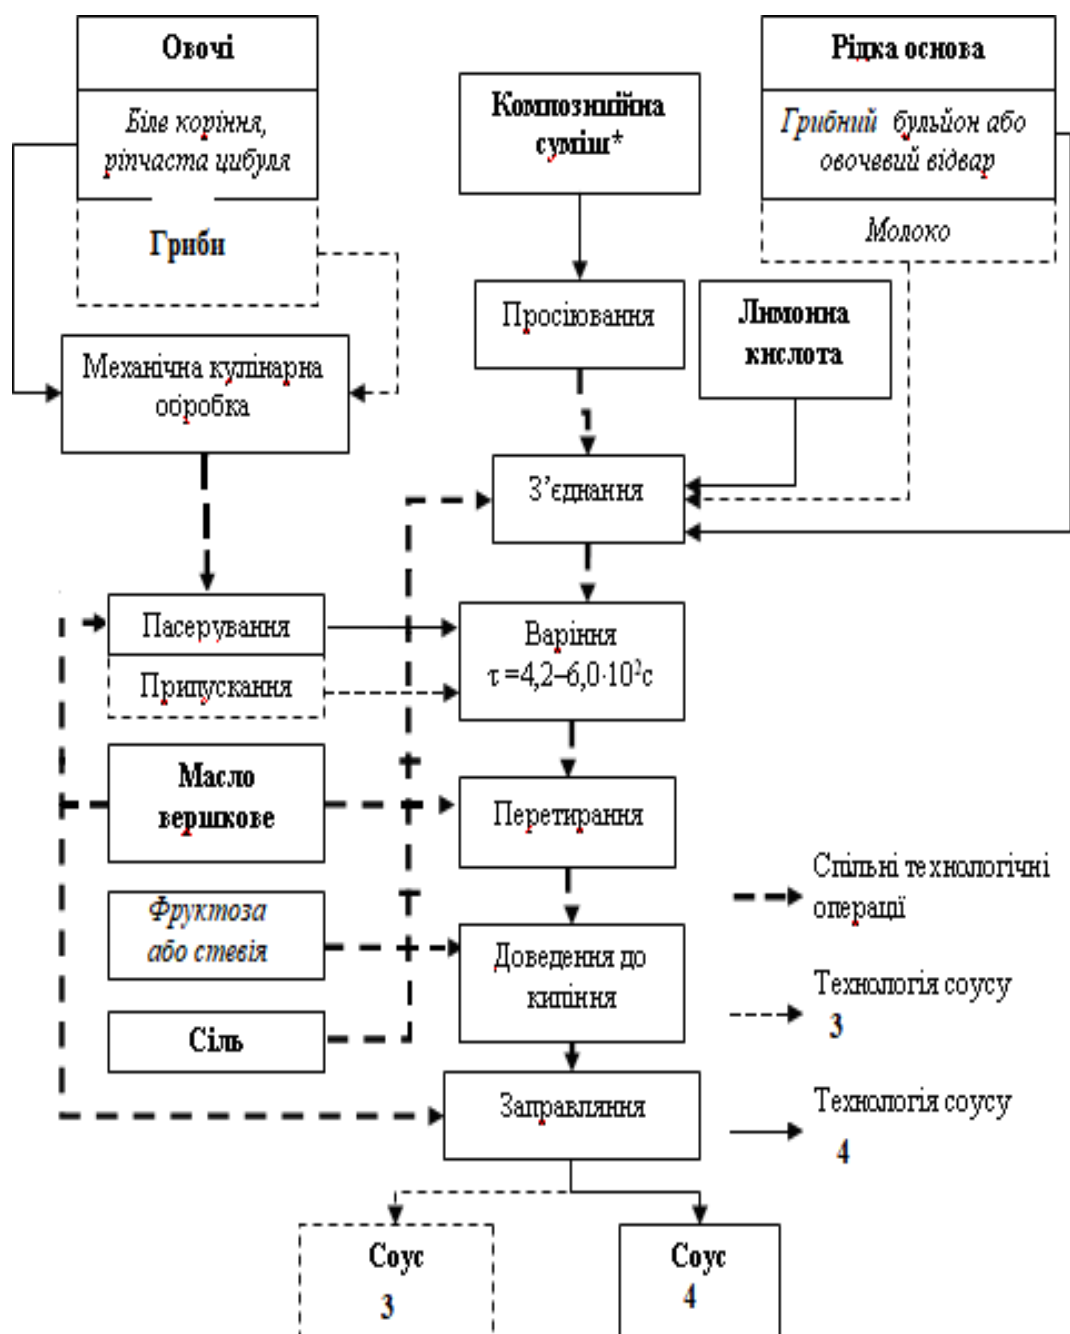 Овочі
Біле коріння,
ріпчаста цибуля
Гриби
Механічна кулінарна
обробка
Композиційна
суміш*
Просіювання
Рідка основа
Грибний бульйон або
овочевий відвар
Молоко
Лимонна
кислота
З’єднання
Пасерування
Припускання
Варіння
τ =4,2–6,0·10²с
Масло
вершкове
Перетирання
Фруктоза
або стевія
Доведення до
кипіння
Сіль
Заправляння
Спільні технологічні
операції
Технологія соусу
3
Технологія соусу
4
Соус
3
Соус
4